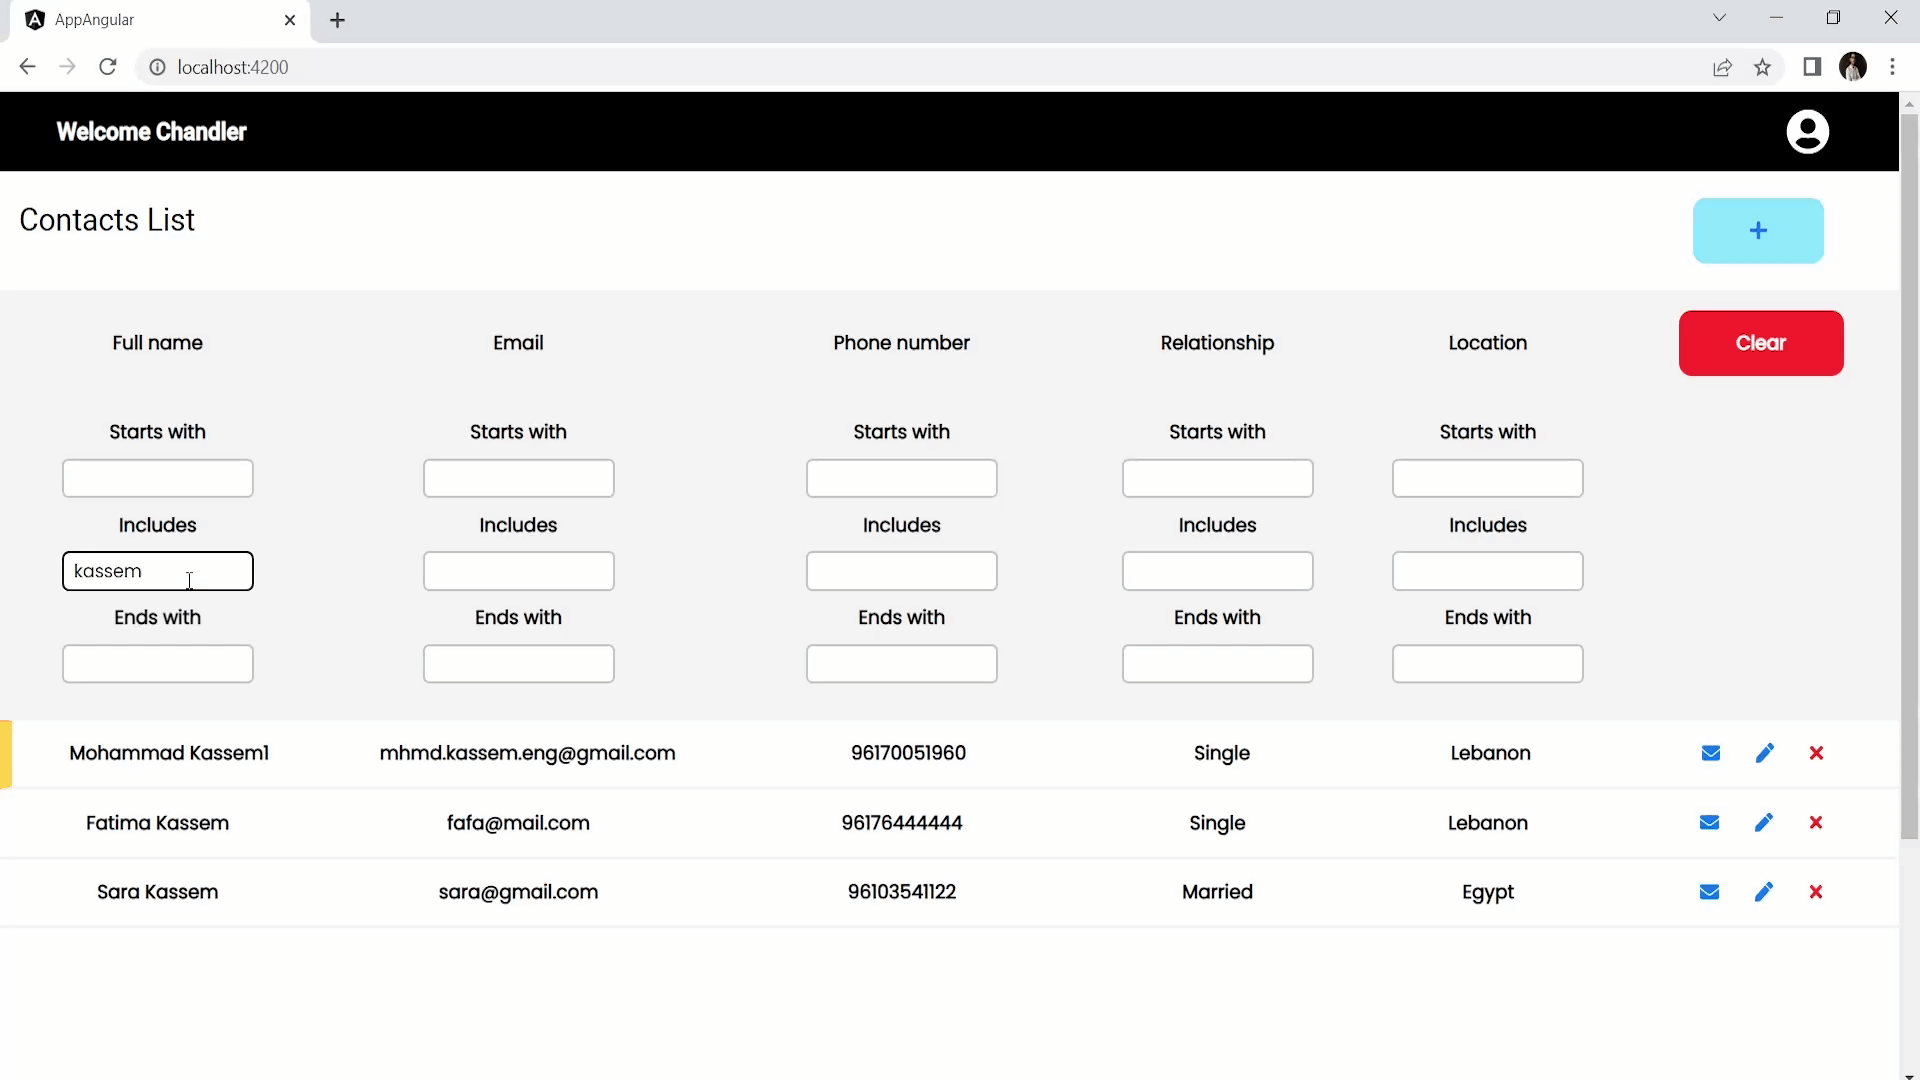 AppAngular
localhost:4200
Welcome Chandler
Contacts List
+
Full name Email Phone number Relationship Location Clear
Starts with Starts with Starts with Starts with Starts with
Includes Includes Includes Includes Includes
kassem
Ends with Ends with Ends with Ends with Ends with
Mohammad Kassem1 mhmd.kassem.eng@gmail.com 96170051960 Single Lebanon
Fatima Kassem fafa@mail.com 96176444444 Single Lebanon
Sara Kassem sara@gmail.com 96103541122 Married Egypt